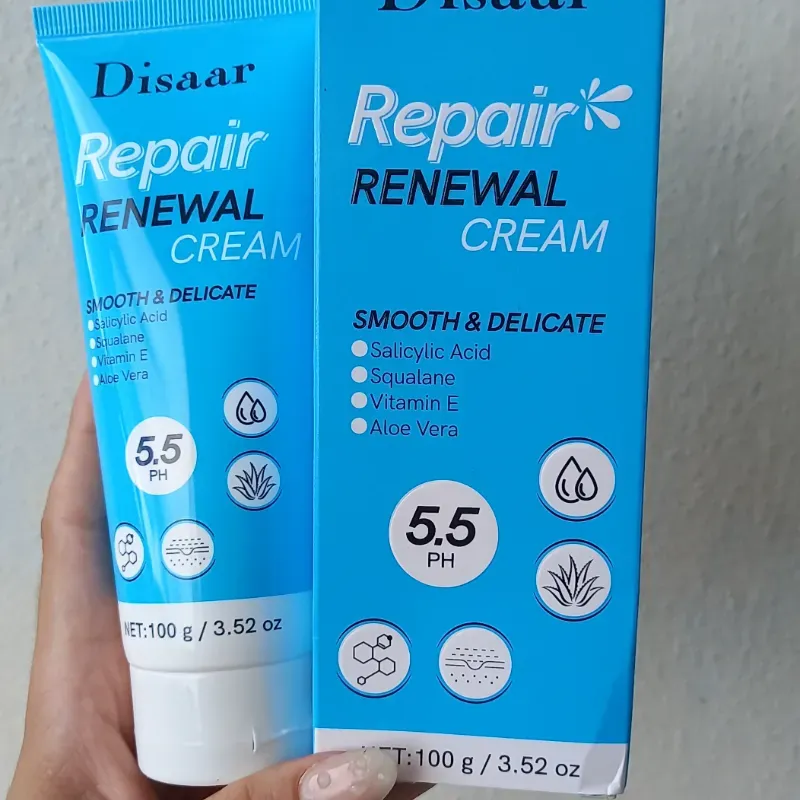 Disaar
Repair
RENEWAL
CREAM
SMOOTH & DELICATE
Salicylic Acid
Squalane
Vitamin E
Aloe Vera
5.5
PH
NET:100 g / 3.52 oz
Disaar
Repair
RENEWAL
CREAM
SMOOTH & DELICATE
Salicylic Acid
Squalane
Vitamin E
Aloe Vera
5.5
PH
NET:100 g / 3.52 oz